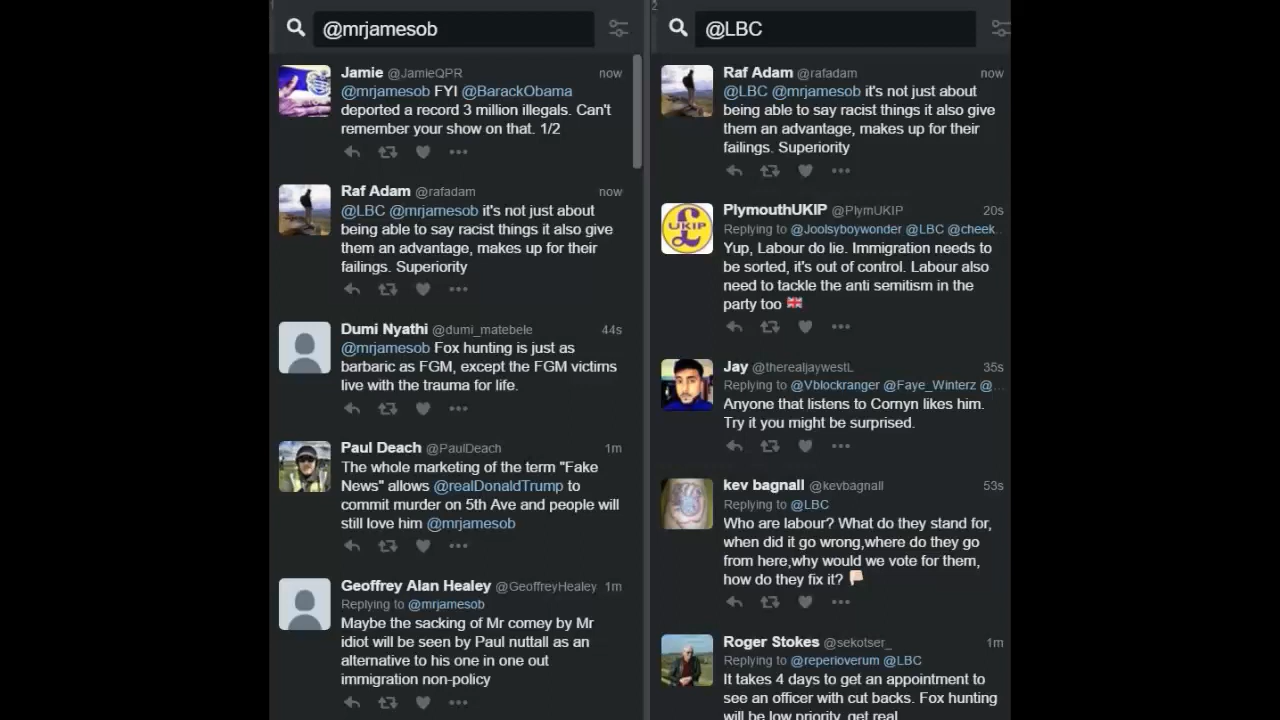 1
@mrjamesob
Jamie @JamieQPR now
@mrjamesob FYI @BarackObama
deported a record 3 million illegals. Can't
remember your show on that. 1/2
Raf Adam @rafadam now
@LBC @mrjamesob it's not just about
being able to say racist things it also give
them an advantage, makes up for their
failings. Superiority
Dumi Nyathi @dumi_matebele 44s
@mrjamesob Fox hunting is just as
barbaric as FGM, except the FGM victims
live with the trauma for life.
Paul Deach @PaulDeach 1m
The whole marketing of the term "Fake
News" allows @realDonaldTrump to
commit murder on 5th Ave and people will
still love him @mrjamesob
Geoffrey Alan Healey @GeoffreyHealey 1m
Replying to @mrjamesob
Maybe the sacking of Mr comey by Mr
idiot will be seen by Paul nuttall as an
alternative to his one in one out
immigration non-policy
2
@LBC
Raf Adam @rafadam now
@LBC @mrjamesob it's not just about
being able to say racist things it also give
them an advantage, makes up for their
failings. Superiority
UKIP
PlymouthUKIP @PlymUKIP 20s
Replying to @Joolsyboywonder @LBC @cheek..
Yup, Labour do lie. Immigration needs to
be sorted, it's out of control. Labour also
need to tackle the anti semitism in the
party too 🇬🇧
Jay @therealjaywestL 35s
Replying to @Vblockranger @Faye_Winterz @...
Anyone that listens to Cornyn likes him.
Try it you might be surprised.
kev bagnall @kevbagnall 53s
Replying to @LBC
Who are labour? What do they stand for,
when did it go wrong,where do they go
from here,why would we vote for them,
how do they fix it? 👎🏻
Roger Stokes @sekotser_ 1m
Replying to @reperioverum @LBC
It takes 4 days to get an appointment to
see an officer with cut backs. Fox hunting
will be low priority, get real